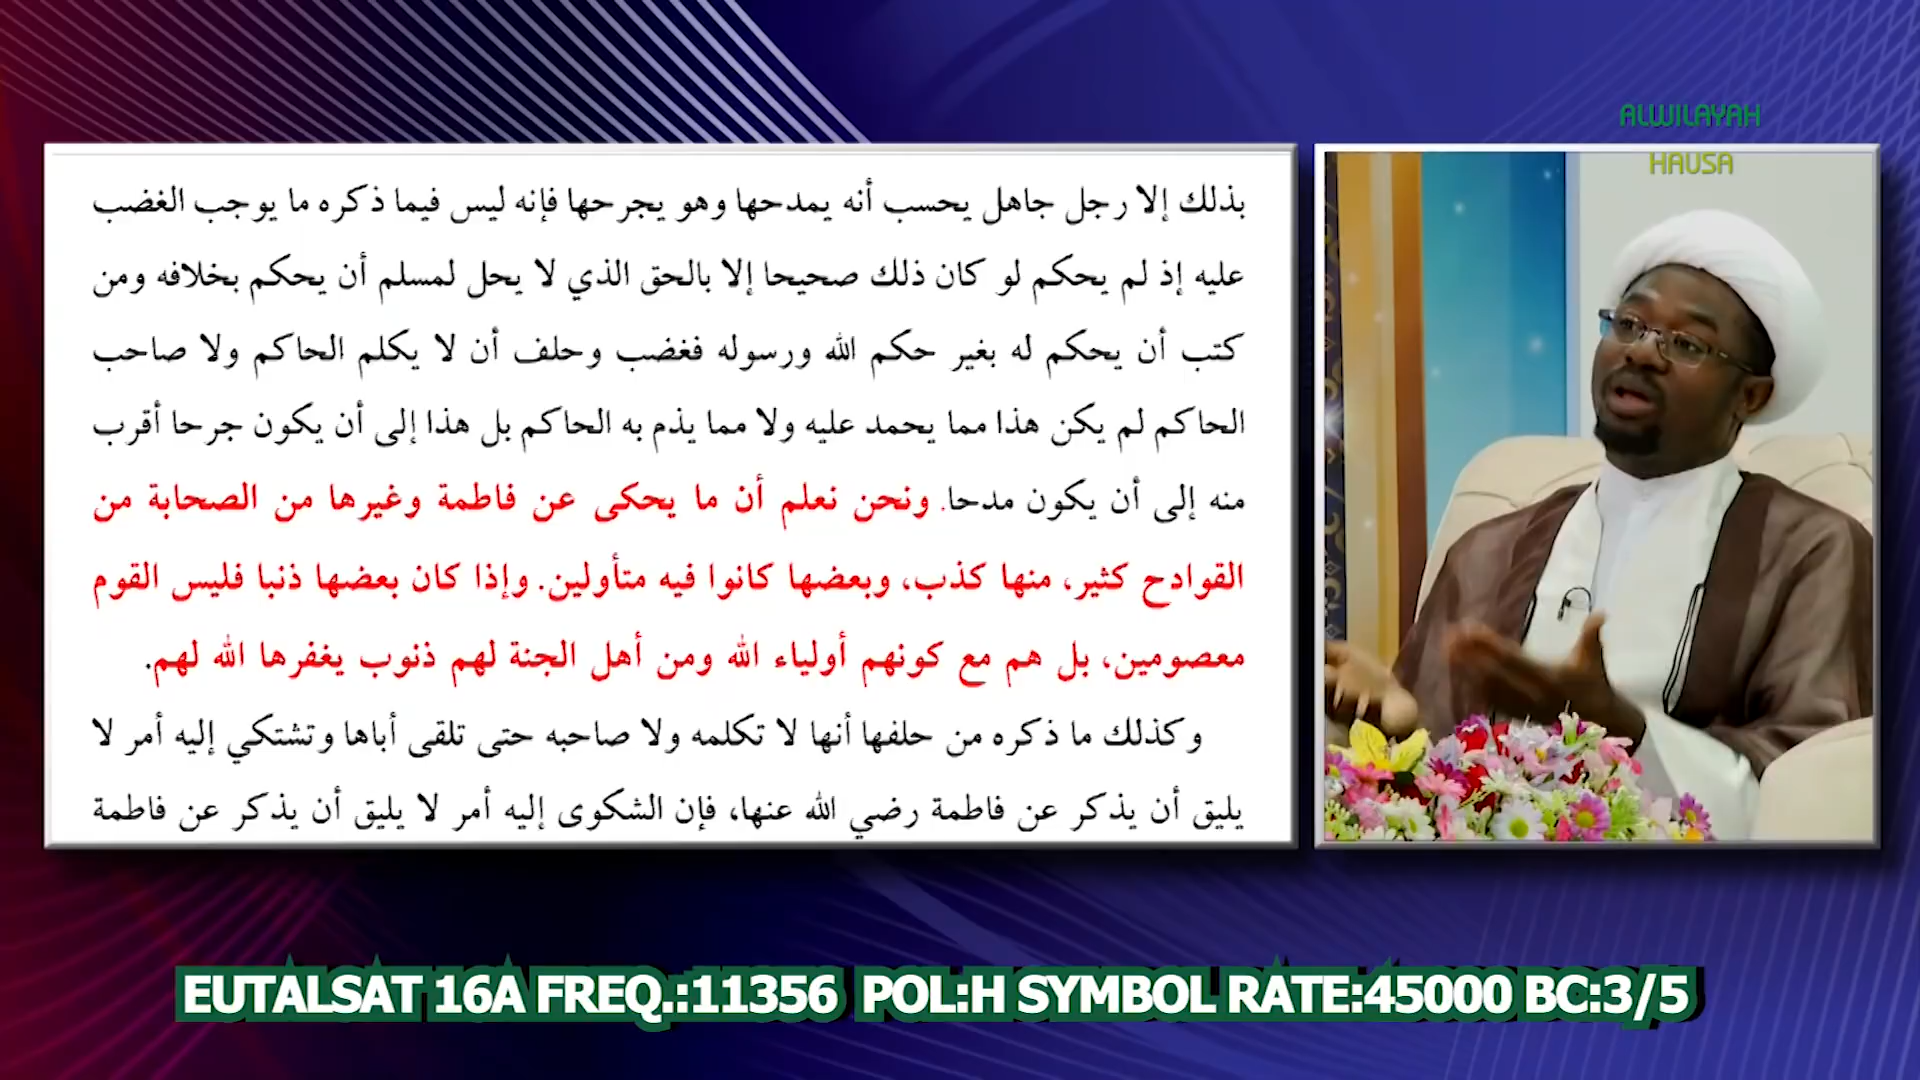 ALWILAYAH
HAUSA
بذلك إلا رجل جاهل يحسب أنه يمدحها وهو يجرحها فإنه ليس فيما ذكره ما يوجب الغضب
عليه إذ لم يحكم لو كان ذلك صحيحا إلا بالحق الذي لا يحل لمسلم أن يحكم بخلافه ومن
كتب أن يحكم له بغير حكم الله ورسوله فغضب وحلف أن لا يكلم الحاكم ولا صاحب
الحاكم لم يكن هذا مما يحمد عليه ولا مما يذم به الحاكم بل هذا إلى أن يكون جرحا أقرب
منه إلى أن يكون مدحا. ونحن نعلم أن ما يحكى عن فاطمة وغيرها من الصحابة من
القوادح كثير، منها كذب، وبعضها كانوا فيه متأولين. وإذا كان بعضها ذنبا فليس القوم
معصومين، بل هم مع كونهم أولياء الله ومن أهل الجنة لهم ذنوب يغفرها الله لهم.
وكذلك ما ذكره من حلفها أنها لا تكلمه ولا صاحبه حتى تلقى أباها وتشتكي إليه أمر لا
يليق أن يذكر عن فاطمة رضي الله عنها، فإن الشكوى إليه أمر لا يليق أن يذكر عن فاطمة
EUTALSAT 16A FREQ.:11356 POL:H SYMBOL RATE:45000 BC:3/5